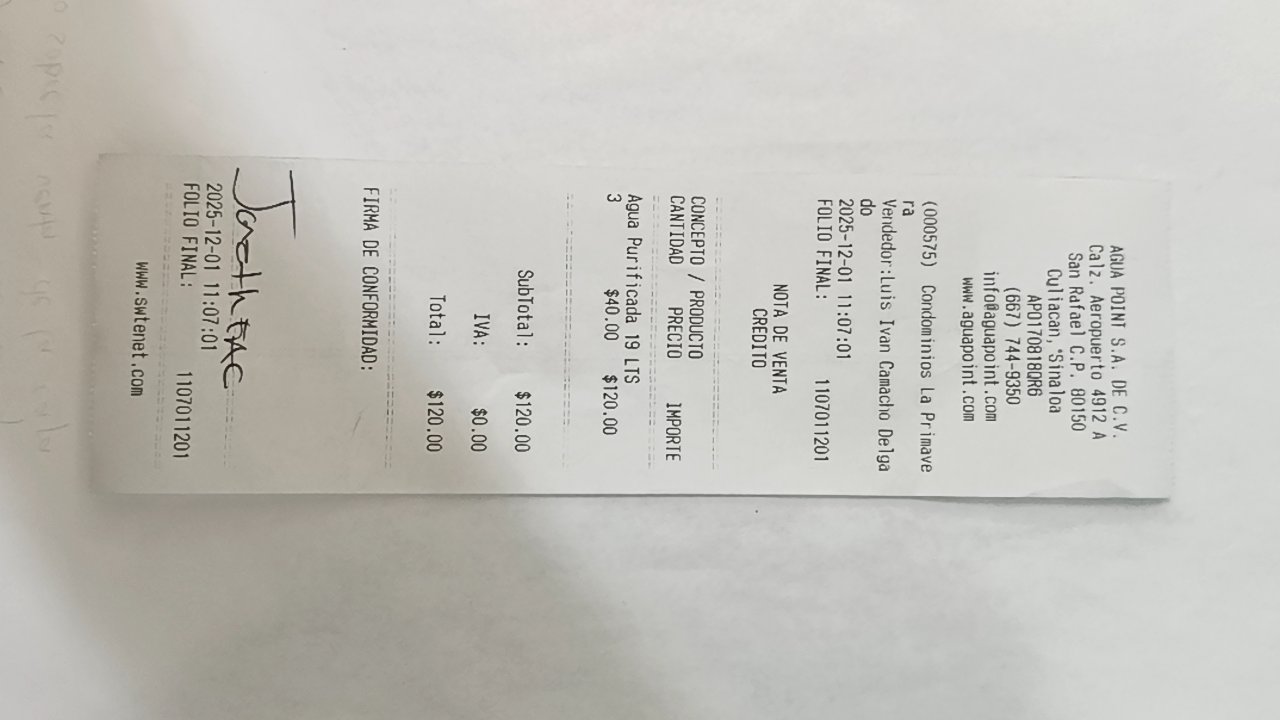 AGUA POINT S.A. DE C.V.
Calz. Aeropuerto 4912 A
San Rafael C.P. 80150
Culiacan, Sinaloa
APO170818QR6
(667) 744-9350
info@aguapoint.com
www.aguapoint.com
(000575) Condominios La Primave
ra
Vendedor:Luis Ivan Camacho Delga
do
2025-12-01 11:07:01
FOLIO FINAL: 1107011201
NOTA DE VENTA
CREDITO
CONCEPTO / PRODUCTO
CANTIDAD PRECIO IMPORTE
Agua Purificada 19 LTS
3 $40.00 $120.00
SubTotal: $120.00
IVA: $0.00
Total: $120.00
FIRMA DE CONFORMIDAD:
2025-12-01 11:07:01
FOLIO FINAL: 1107011201
www.swtenet.com